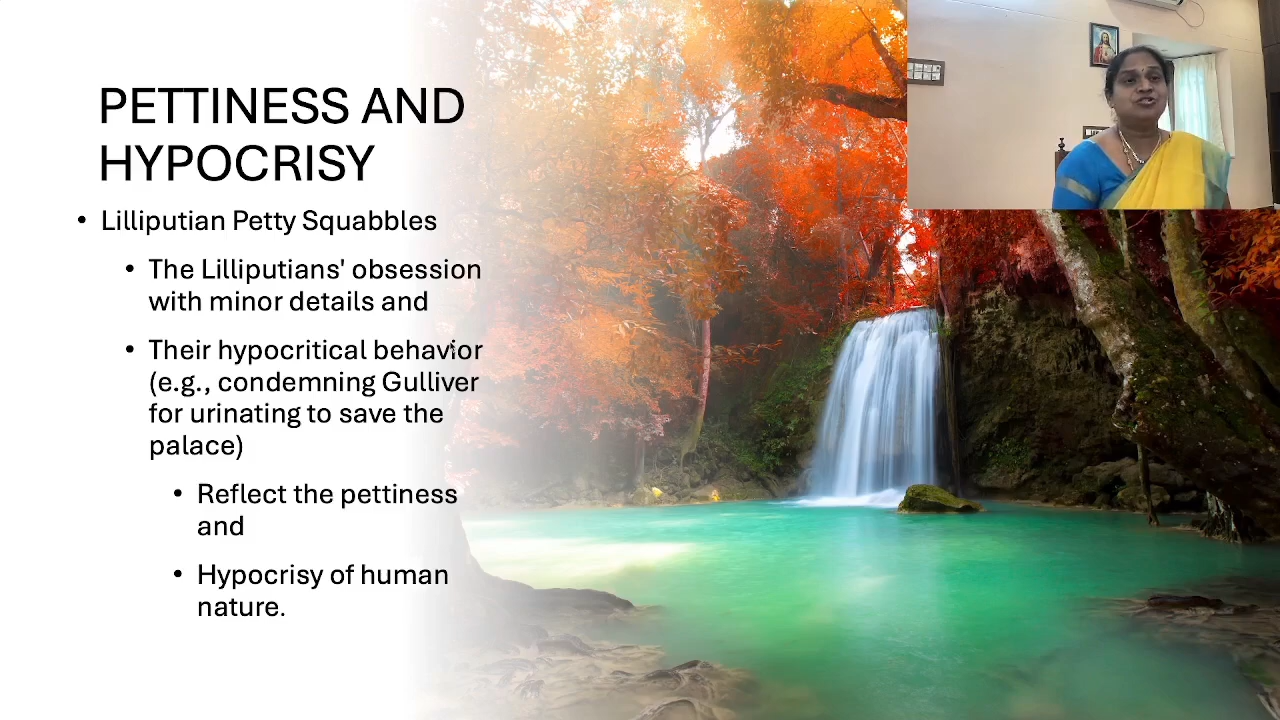 PETTINESS AND
HYPOCRISY
• Lilliputian Petty Squabbles
• The Lilliputians' obsession
with minor details and
• Their hypocritical behavior
(e.g., condemning Gulliver
for urinating to save the
palace)
• Reflect the pettiness
and
• Hypocrisy of human
nature.